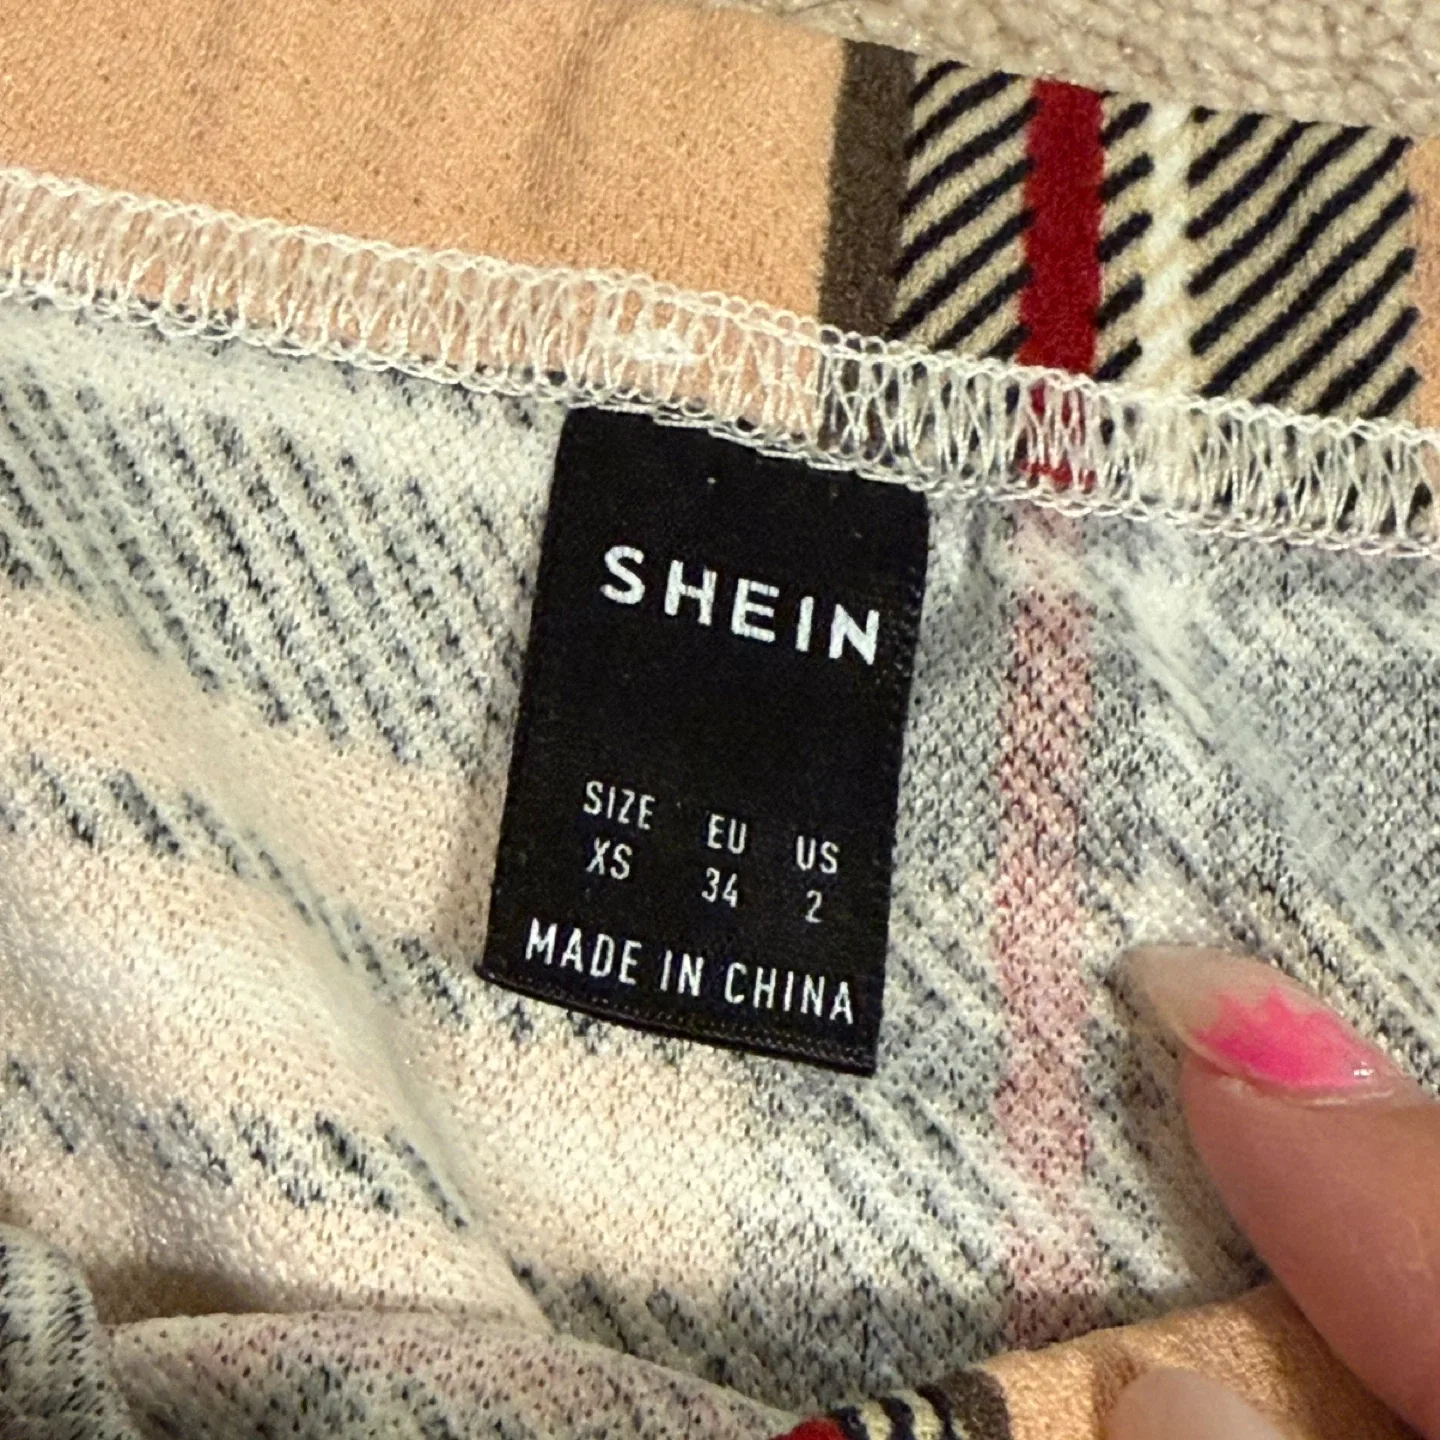 SHEIN
SIZE EU US
XS 34 2
MADE IN CHINA